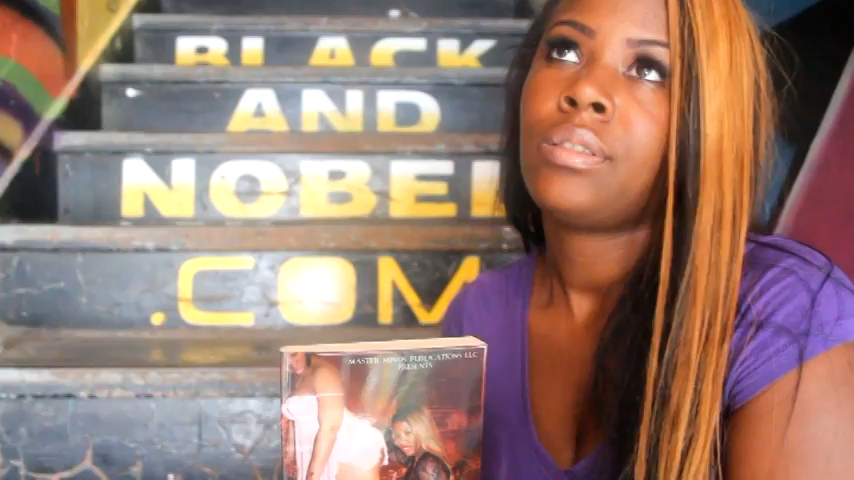 BLACK
AND
NOBEL
.COM
MASTER MINDS PUBLICATIONS LLC
PRESENTS